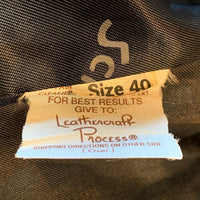 Size 40
FOR BEST RESULTS
GIVE TO:
Leathercraft
Process®
SHIPPING DIRECTIONS ON OTHER SIDE
( Over )